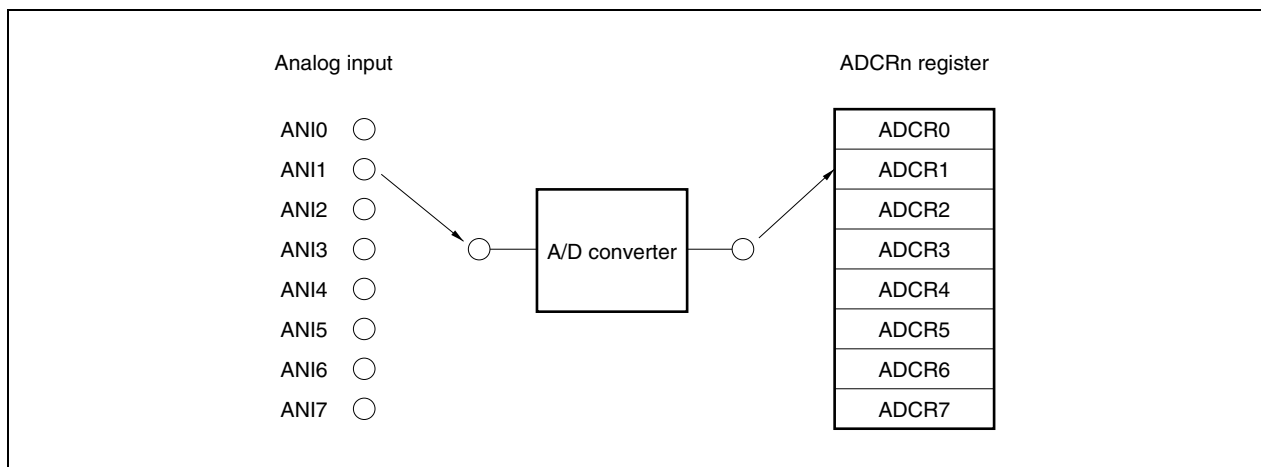 Analog input
ADCRn register
ANI0
ANI1
ANI2
ANI3
ANI4
ANI5
ANI6
ANI7
A/D converter
ADCR0
ADCR1
ADCR2
ADCR3
ADCR4
ADCR5
ADCR6
ADCR7